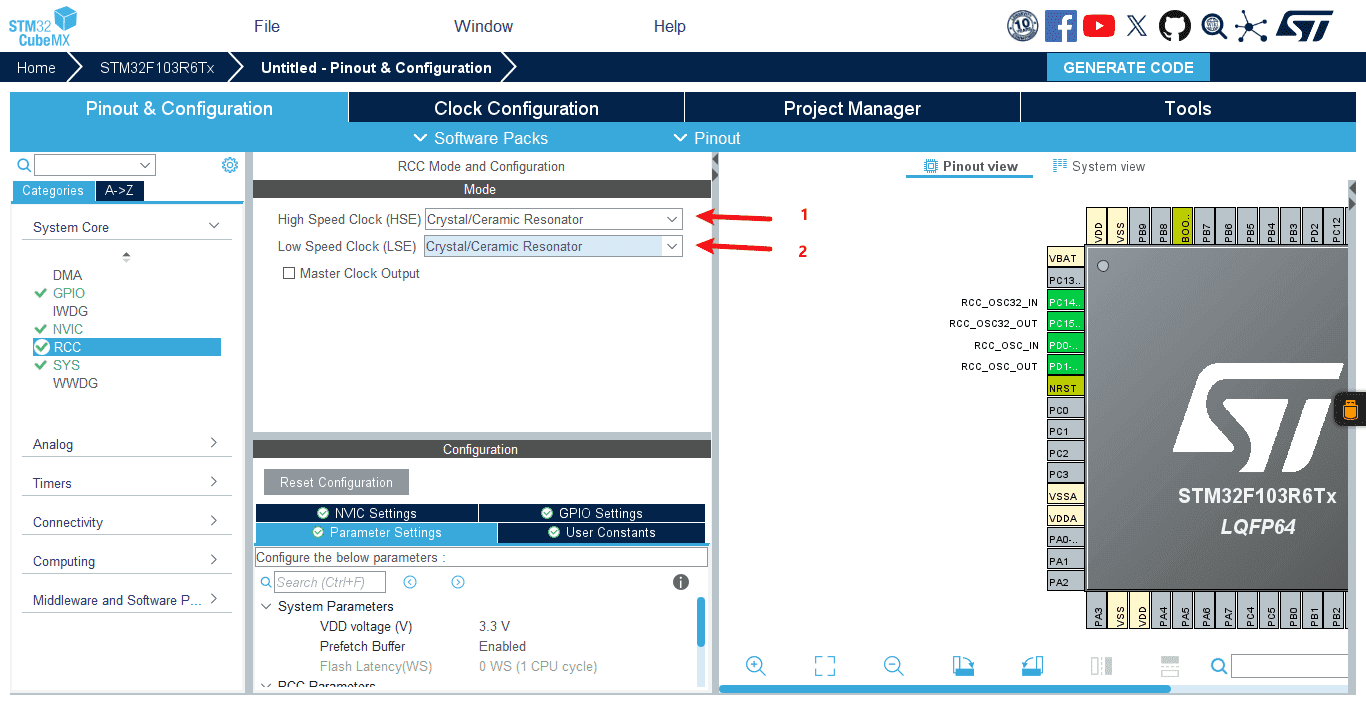 STM32
CubeMX
File
Window
Help
10
Home
STM32F103R6Tx
Untitled - Pinout & Configuration
GENERATE CODE
Pinout & Configuration
Clock Configuration
Project Manager
Tools
Software Packs
Pinout
Categories
A->Z
System Core
DMA
GPIO
IWDG
NVIC
RCC
SYS
WWDG
Analog
Timers
Connectivity
Computing
Middleware and Software P...
RCC Mode and Configuration
Mode
High Speed Clock (HSE) Crystal/Ceramic Resonator
1
Low Speed Clock (LSE) Crystal/Ceramic Resonator
2
Master Clock Output
Configuration
Reset Configuration
NVIC Settings
GPIO Settings
Parameter Settings
User Constants
Configure the below parameters :
Search (Ctrl+F)
System Parameters
VDD voltage (V) 3.3 V
Prefetch Buffer Enabled
Flash Latency(WS) 0 WS (1 CPU cycle)
RCC Parameters
Pinout view
System view
VDD
VSS
PB9
PB8
BOO..
PB7
PB6
PB5
PB4
PB3
PD2
PC12
VBAT
PC13..
RCC_OSC32_IN PC14..
RCC_OSC32_OUT PC15..
RCC_OSC_IN PD0-..
RCC_OSC_OUT PD1-..
NRST
PC0
PC1
PC2
PC3
VSSA
VDDA
PA0-..
PA1
PA2
ST
STM32F103R6Tx
LQFP64
PA3
VSS
VDD
PA4
PA5
PA6
PA7
PC4
PC5
PB0
PB1
PB2